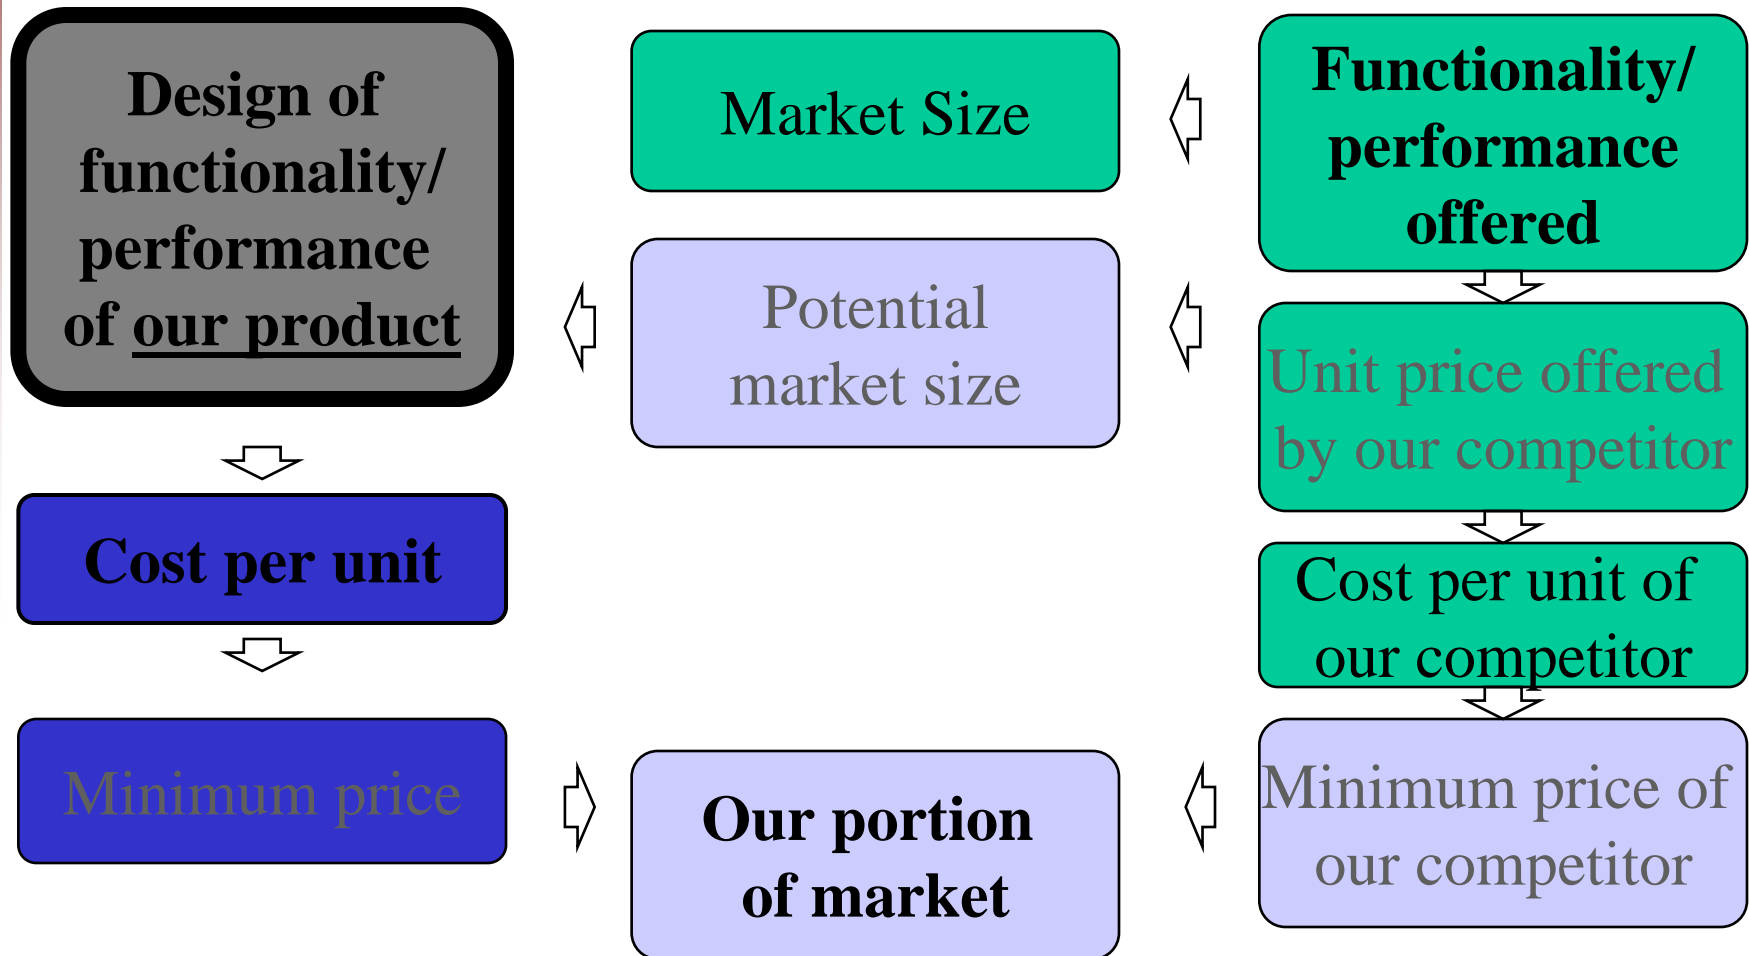 Design of
functionality/
performance
of our product
Market Size
Functionality/
performance
offered
Potential
market size
Unit price offered
by our competitor
Cost per unit
Cost per unit of
our competitor
Minimum price
Our portion
of market
Minimum price of
our competitor